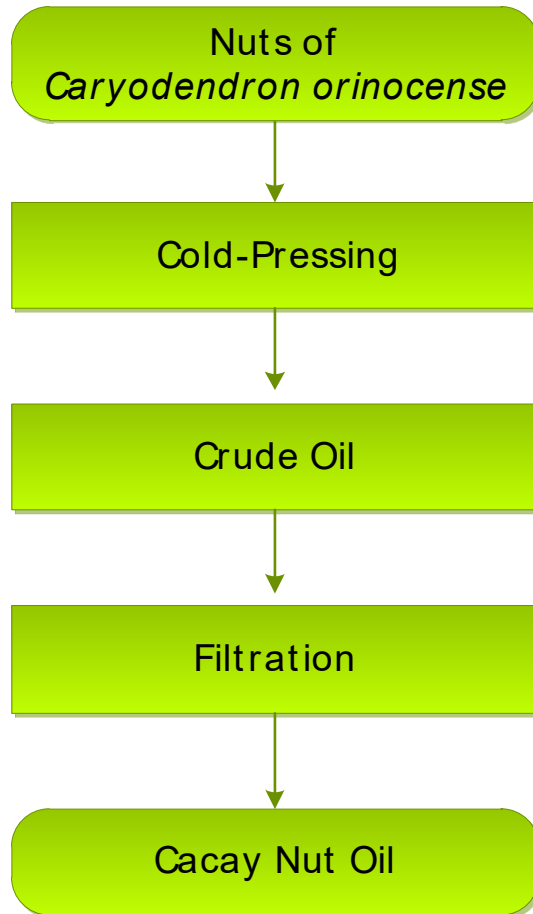 Nuts of
Caryodendron orinocense
Cold-Pressing
Crude Oil
Filtration
Cacay Nut Oil